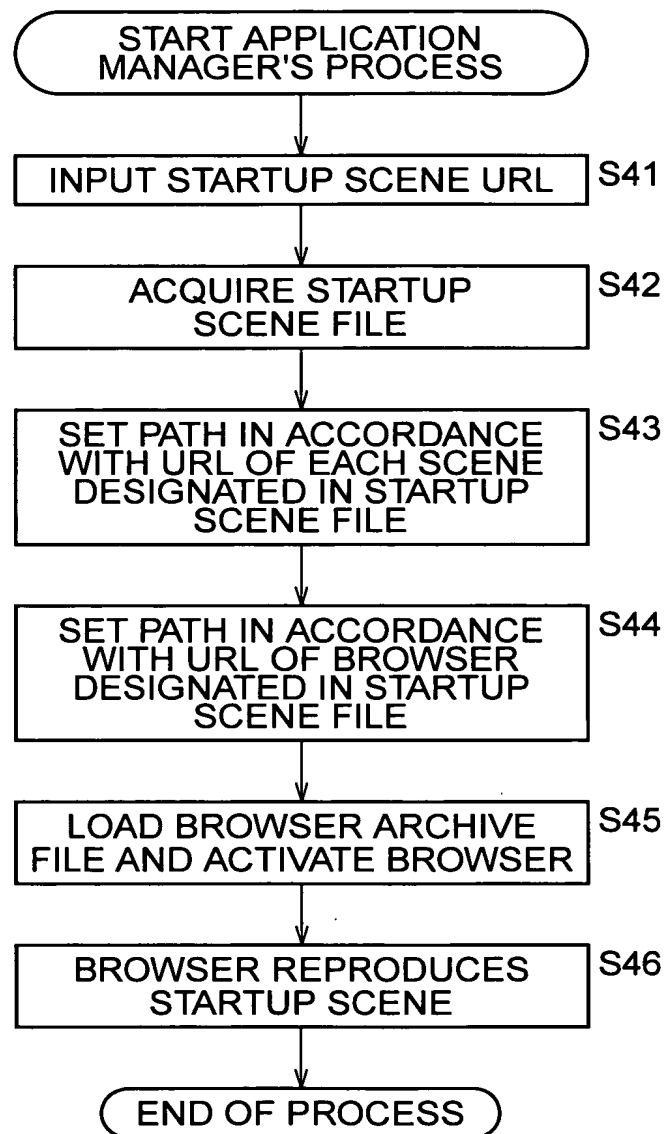 START APPLICATION
MANAGER'S PROCESS
INPUT STARTUP SCENE URL
S41
ACQUIRE STARTUP
SCENE FILE
S42
SET PATH IN ACCORDANCE
WITH URL OF EACH SCENE
DESIGNATED IN STARTUP
SCENE FILE
S43
SET PATH IN ACCORDANCE
WITH URL OF BROWSER
DESIGNATED IN STARTUP
SCENE FILE
S44
LOAD BROWSER ARCHIVE
FILE AND ACTIVATE BROWSER
S45
BROWSER REPRODUCES
STARTUP SCENE
S46
END OF PROCESS